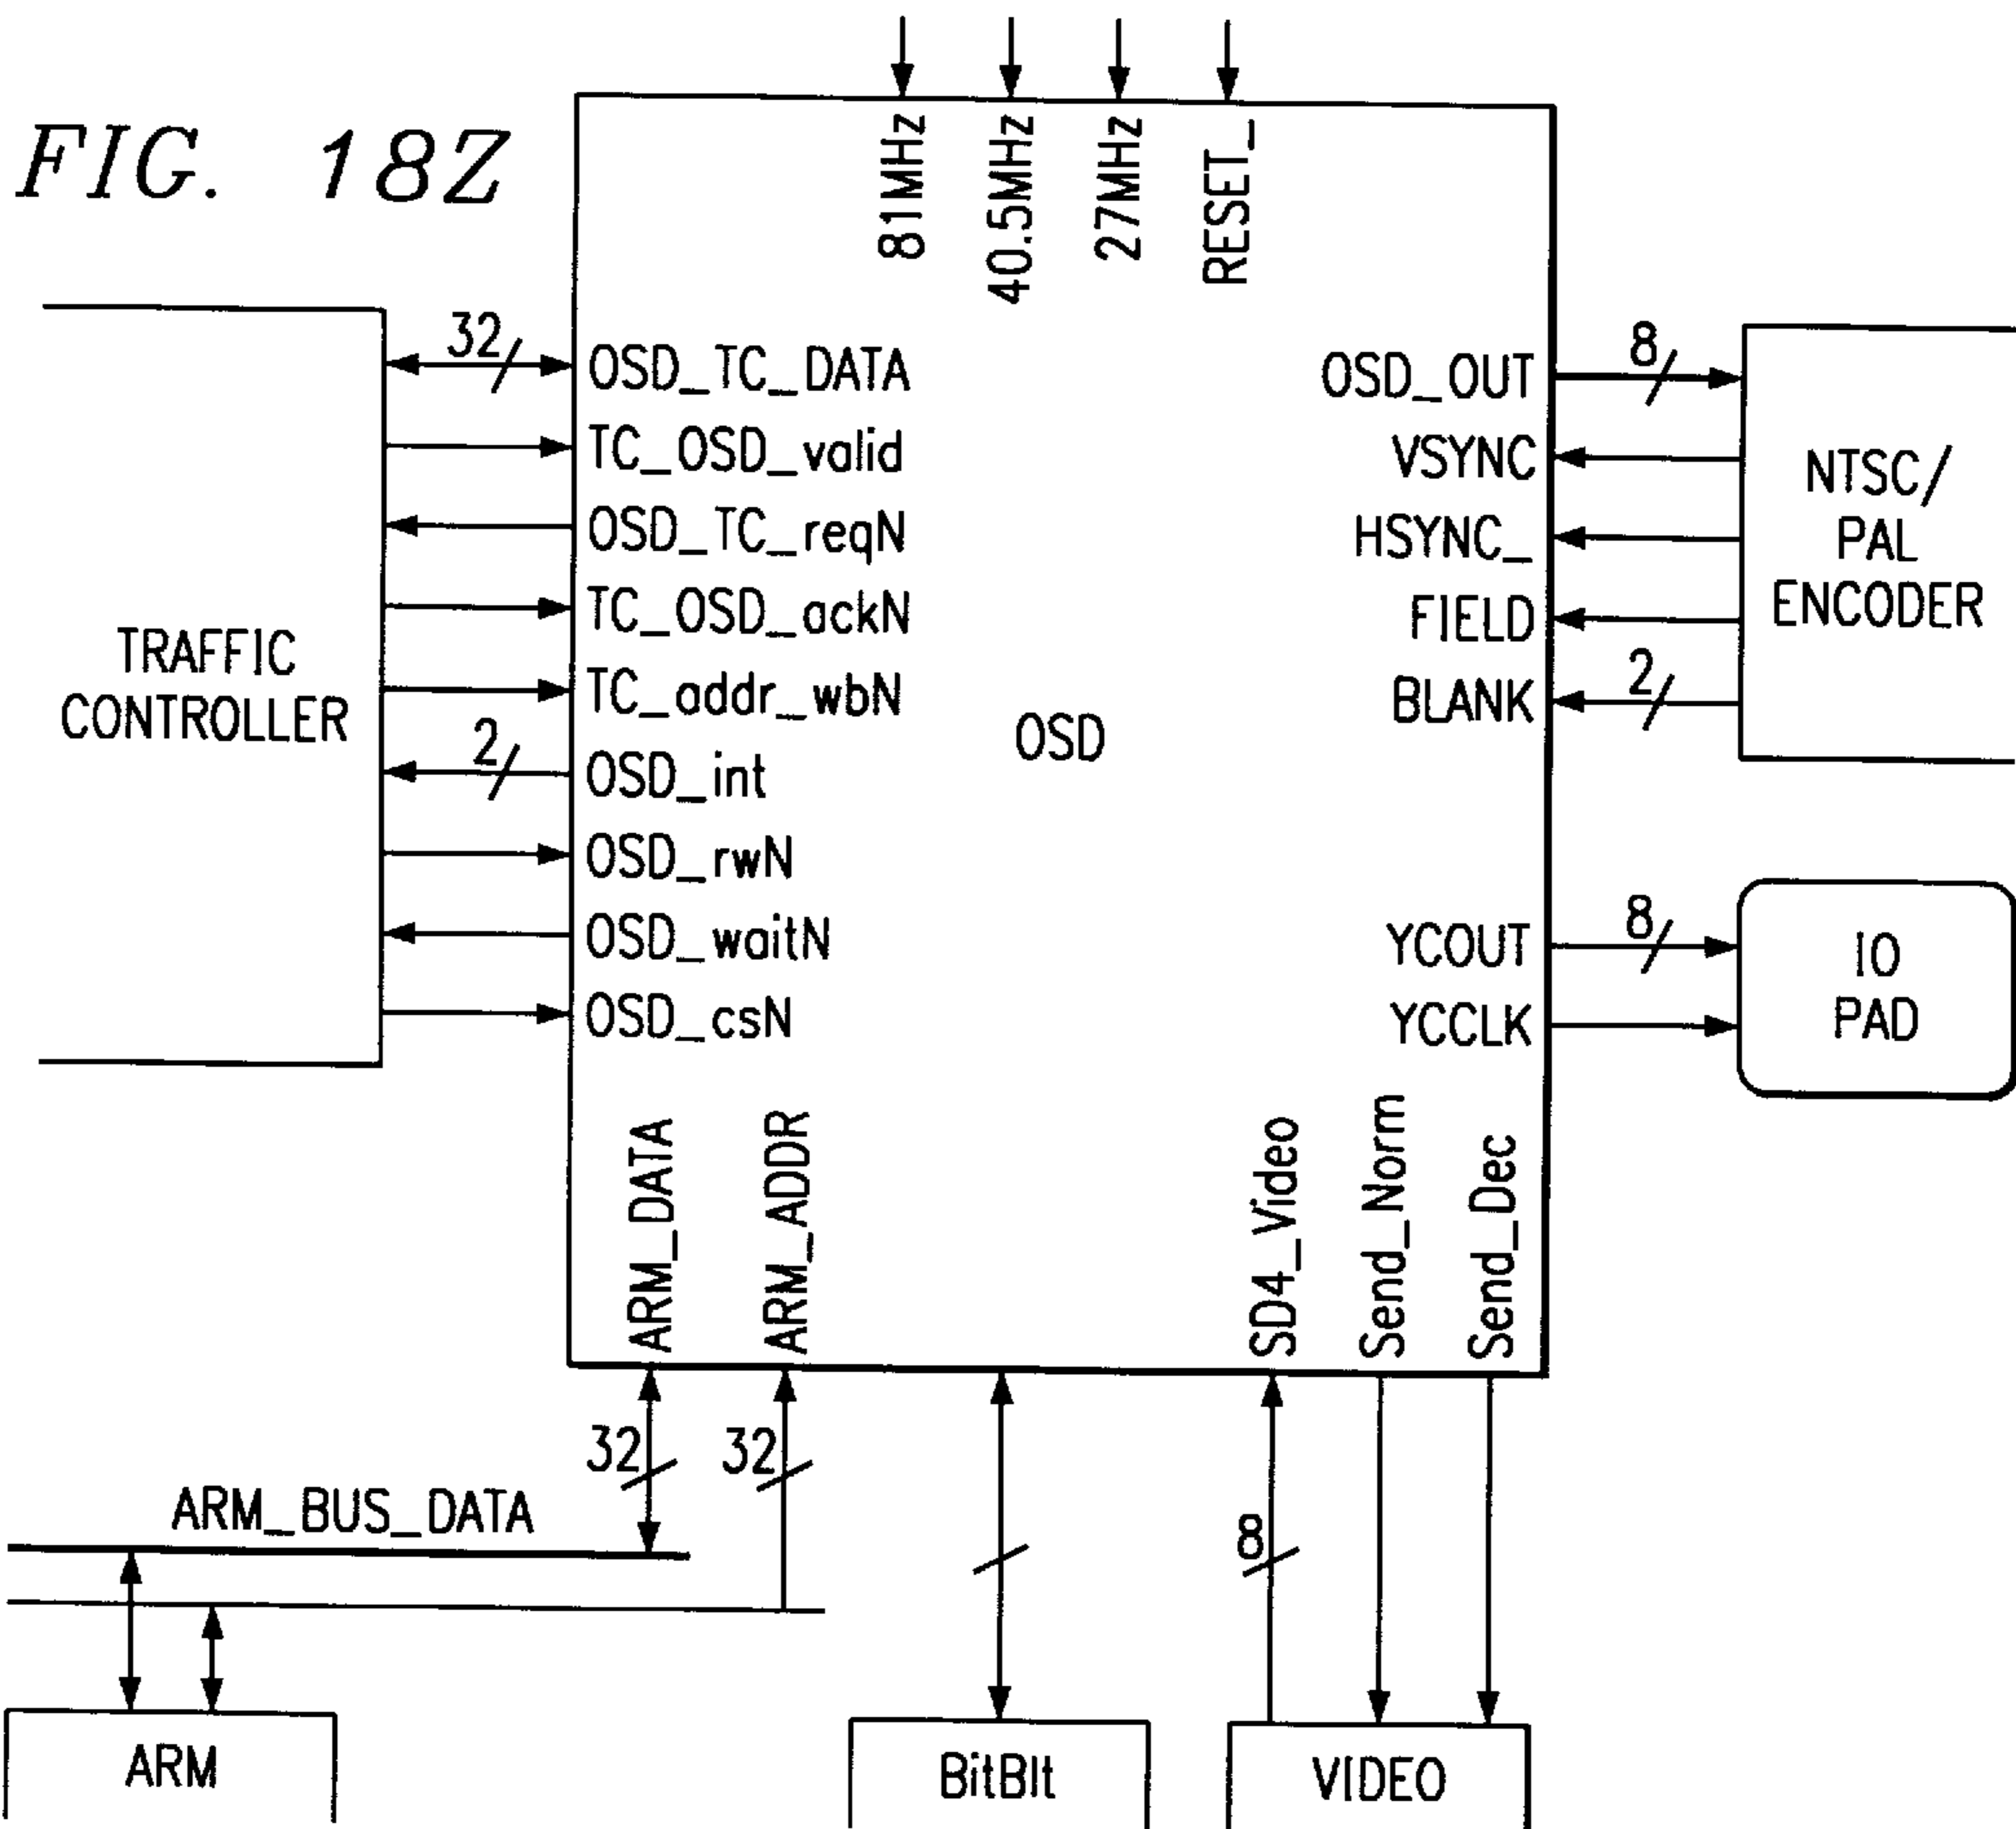 FIG. 18Z
81MHz
40.5MHz
27MHz
RESET_
32
OSD_TC_DATA
TC_OSD_valid
OSD_TC_reqN
TC_OSD_ackN
TC_addr_wbN
2
OSD_int
OSD_rwN
OSD_waitN
OSD_csN
TRAFFIC
CONTROLLER
OSD
OSD_OUT
8
VSYNC
HSYNC_
FIELD
BLANK
2
NTSC/
PAL
ENCODER
YCOUT
8
YCCLK
IO
PAD
ARM_DATA
ARM_ADDR
SD4_Video
Send_Norm
Send_Dec
32
32
8
ARM_BUS_DATA
ARM
BitBlt
VIDEO